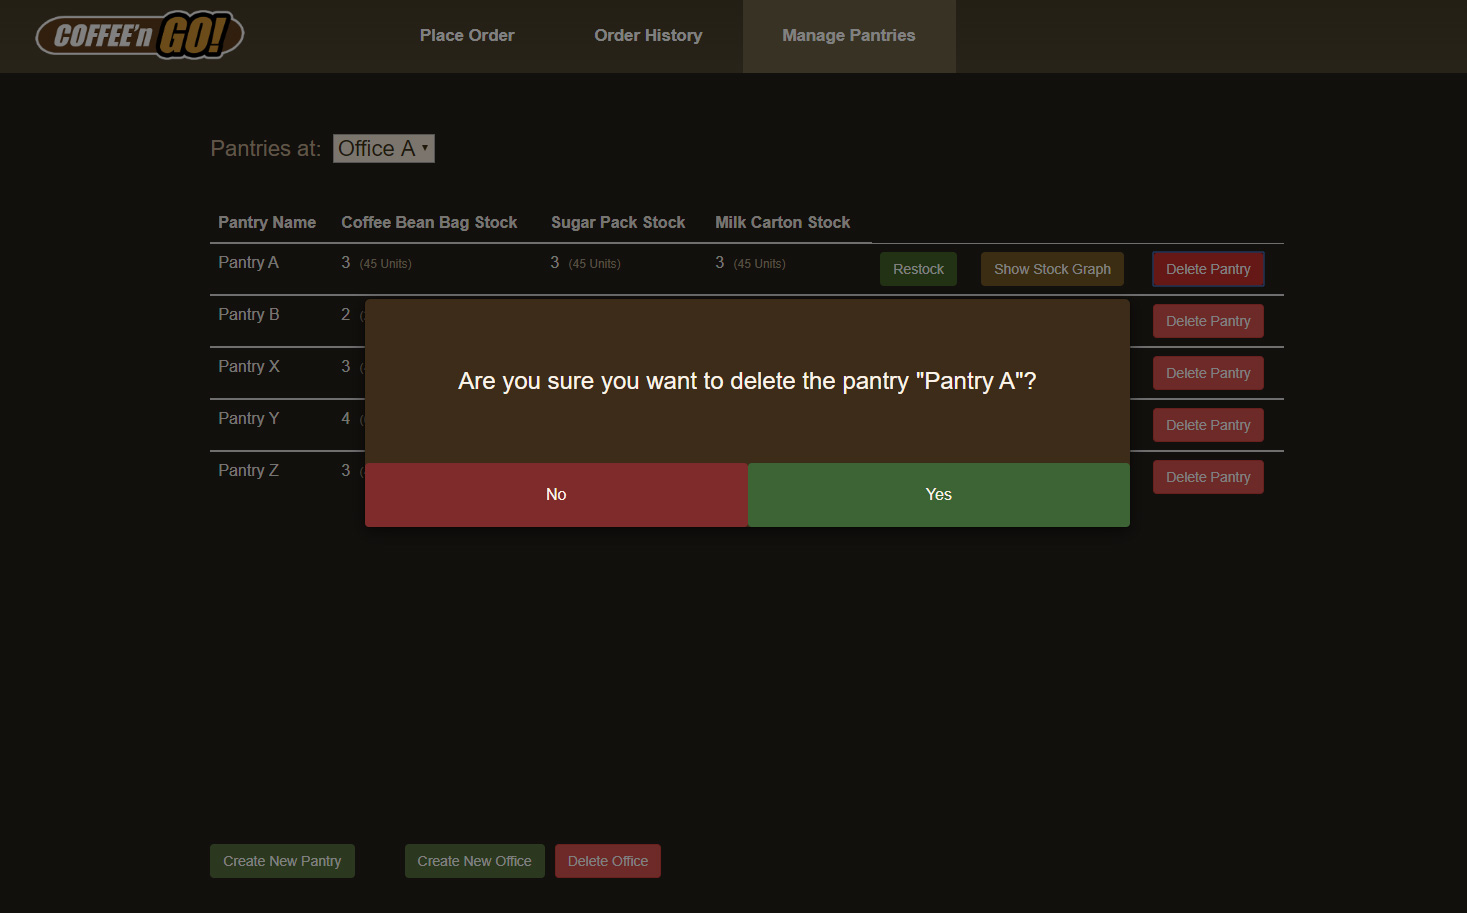 COFFEE'n GO!
Place Order
Order History
Manage Pantries
Pantries at: Office A
Pantry Name Coffee Bean Bag Stock Sugar Pack Stock Milk Carton Stock
Pantry A 3 (45 Units) 3 (45 Units) 3 (45 Units) Restock Show Stock Graph Delete Pantry
Pantry B 2 Delete Pantry
Pantry X 3 Delete Pantry
Are you sure you want to delete the pantry "Pantry A"?
Pantry Y 4 Delete Pantry
Pantry Z 3 Delete Pantry
No Yes
Create New Pantry Create New Office Delete Office